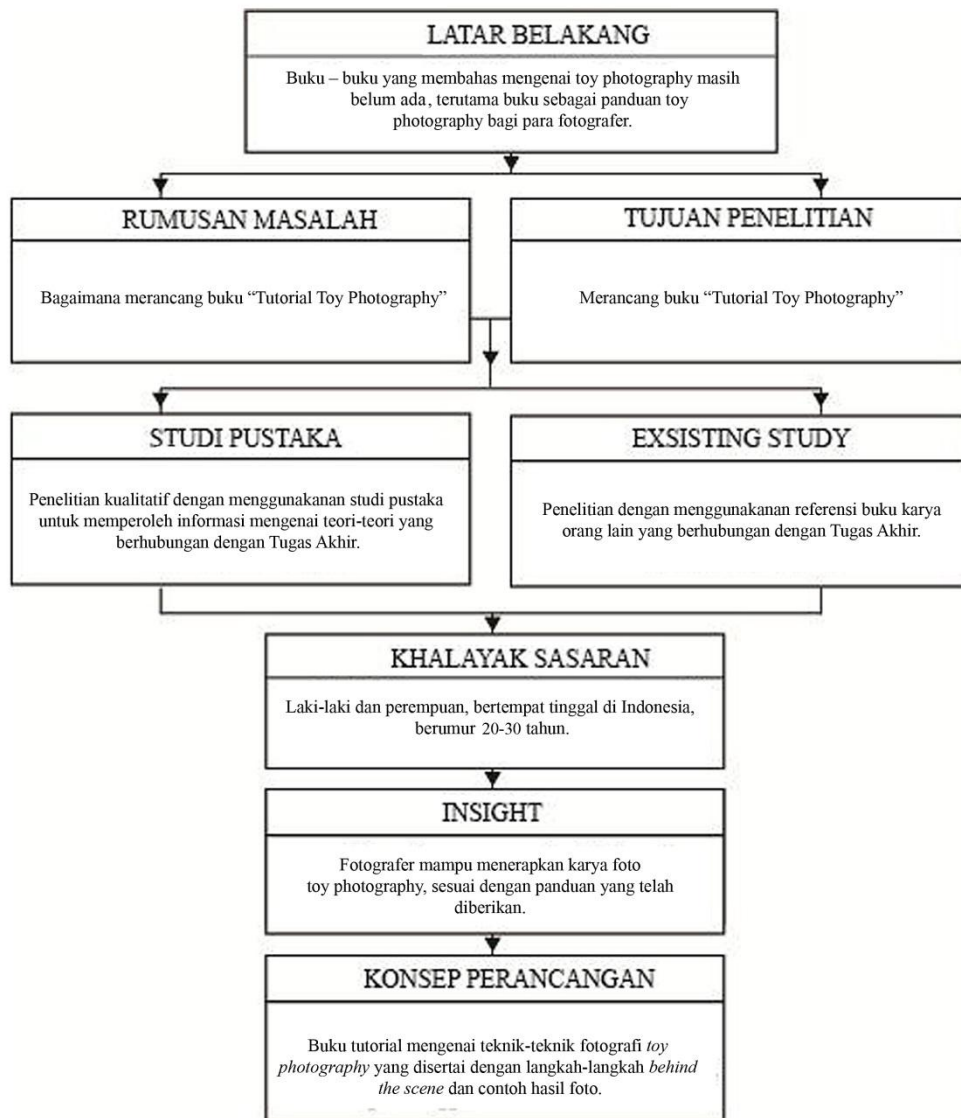 LATAR BELAKANG
Buku – buku yang membahas mengenai toy photography masih
belum ada, terutama buku sebagai panduan toy
photography bagi para fotografer.
RUMUSAN MASALAH
Bagaimana merancang buku “Tutorial Toy Photography”
TUJUAN PENELITIAN
Merancang buku “Tutorial Toy Photography”
STUDI PUSTAKA
Penelitian kualitatif dengan menggunakanan studi pustaka
untuk memperoleh informasi mengenai teori-teori yang
berhubungan dengan Tugas Akhir.
EXSISTING STUDY
Penelitian dengan menggunakanan referensi buku karya
orang lain yang berhubungan dengan Tugas Akhir.
KHALAYAK SASARAN
Laki-laki dan perempuan, bertempat tinggal di Indonesia,
berumur 20-30 tahun.
INSIGHT
Fotografer mampu menerapkan karya foto
toy photography, sesuai dengan panduan yang telah
diberikan.
KONSEP PERANCANGAN
Buku tutorial mengenai teknik-teknik fotografi toy
photography yang disertai dengan langkah-langkah behind
the scene dan contoh hasil foto.